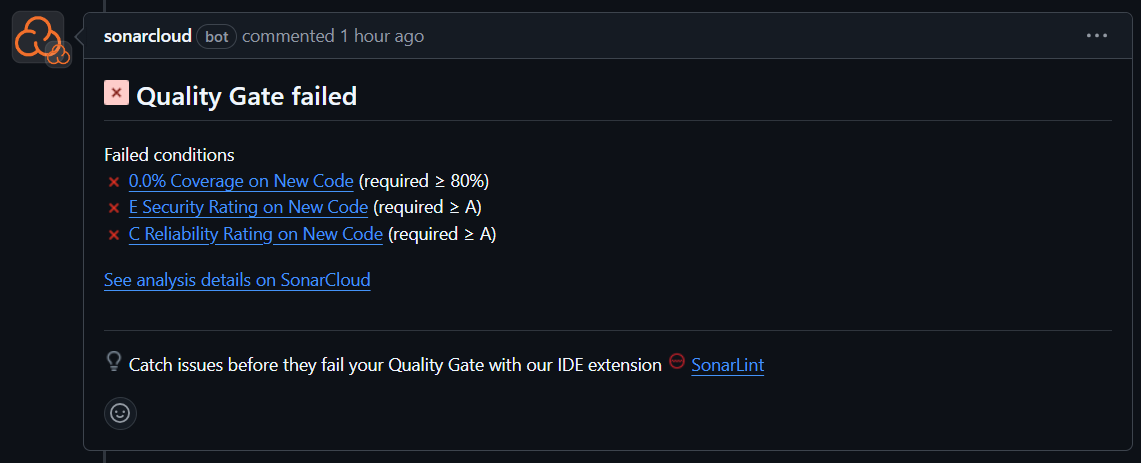 sonarcloud bot commented 1 hour ago
Quality Gate failed
Failed conditions
0.0% Coverage on New Code (required ≥ 80%)
E Security Rating on New Code (required ≥ A)
C Reliability Rating on New Code (required ≥ A)
See analysis details on SonarCloud
Catch issues before they fail your Quality Gate with our IDE extension SonarLint